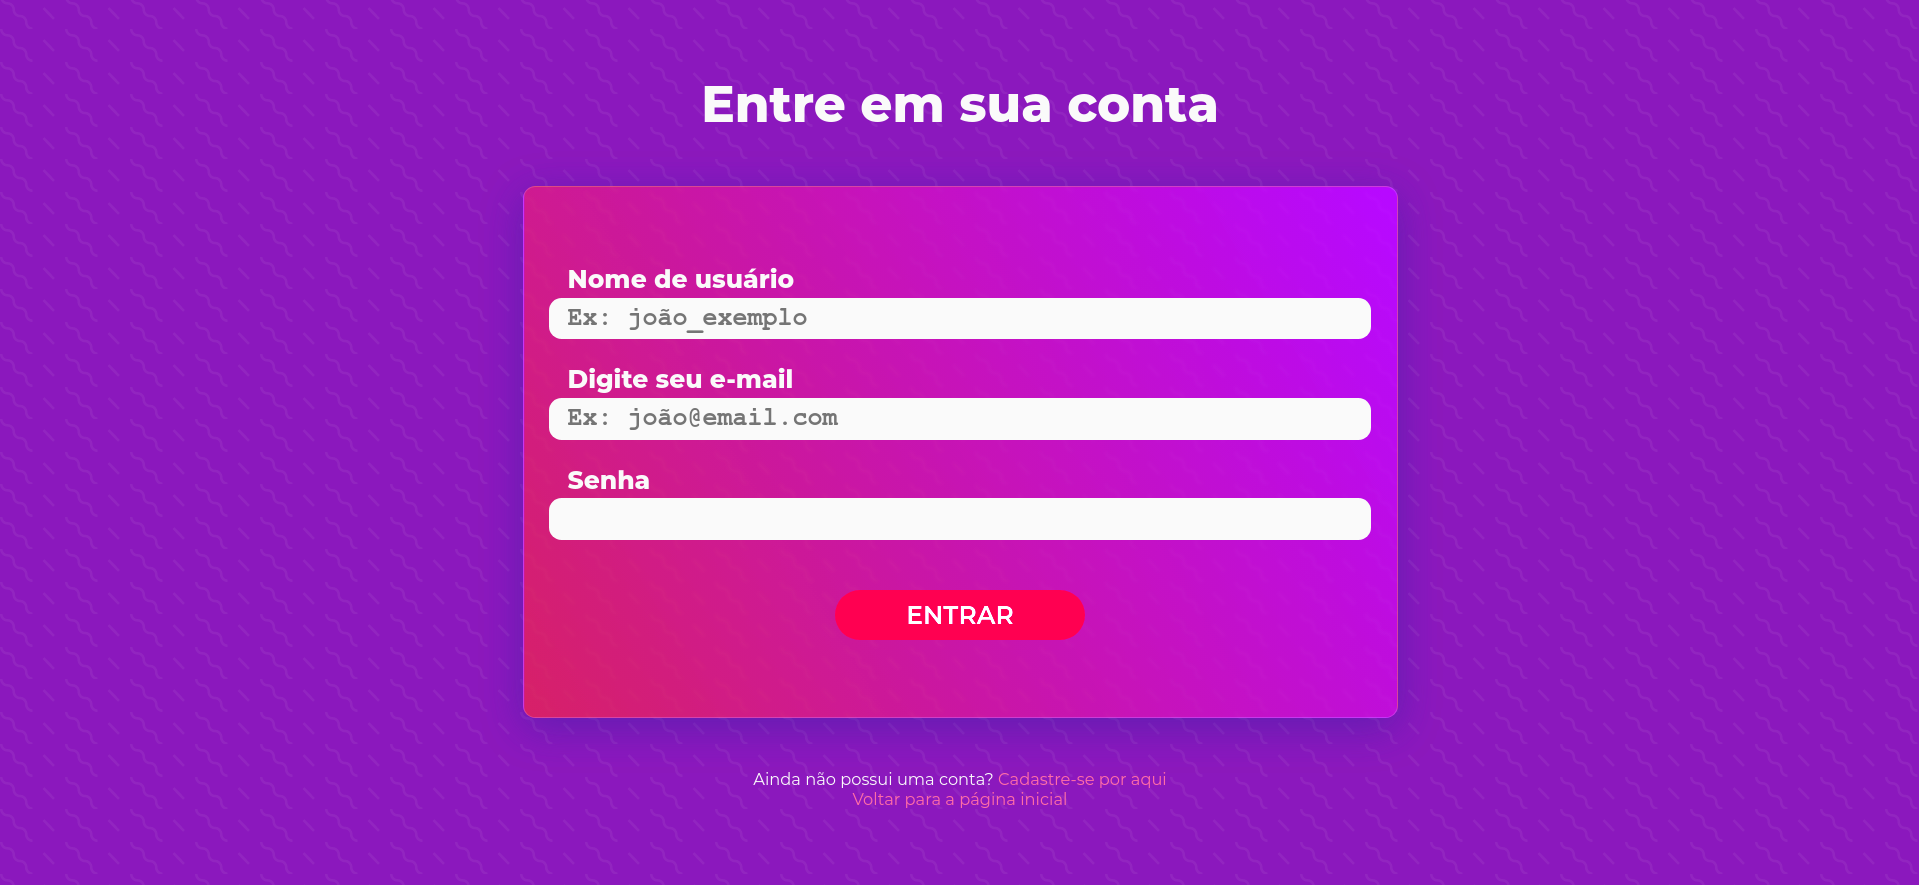 Entre em sua conta
Nome de usuário
Ex: joão_exemplo
Digite seu e-mail
Ex: joão@email.com
Senha
ENTRAR
Ainda não possui uma conta? Cadastre-se por aqui
Voltar para a página inicial